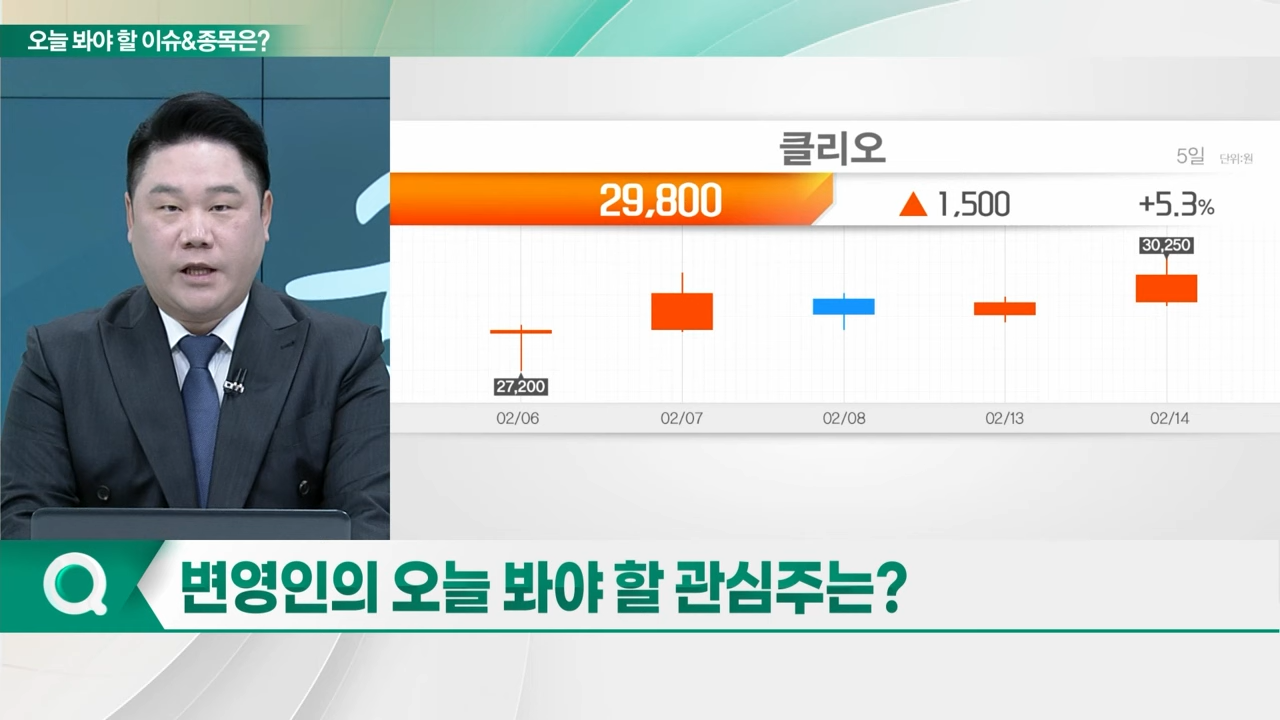 오늘 봐야 할 이슈&종목은?
클리오
5일 단위:원
29,800 ▲ 1,500 +5.3%
30,250
27,200
02/06 02/07 02/08 02/13 02/14
변영인의 오늘 봐야 할 관심주는?